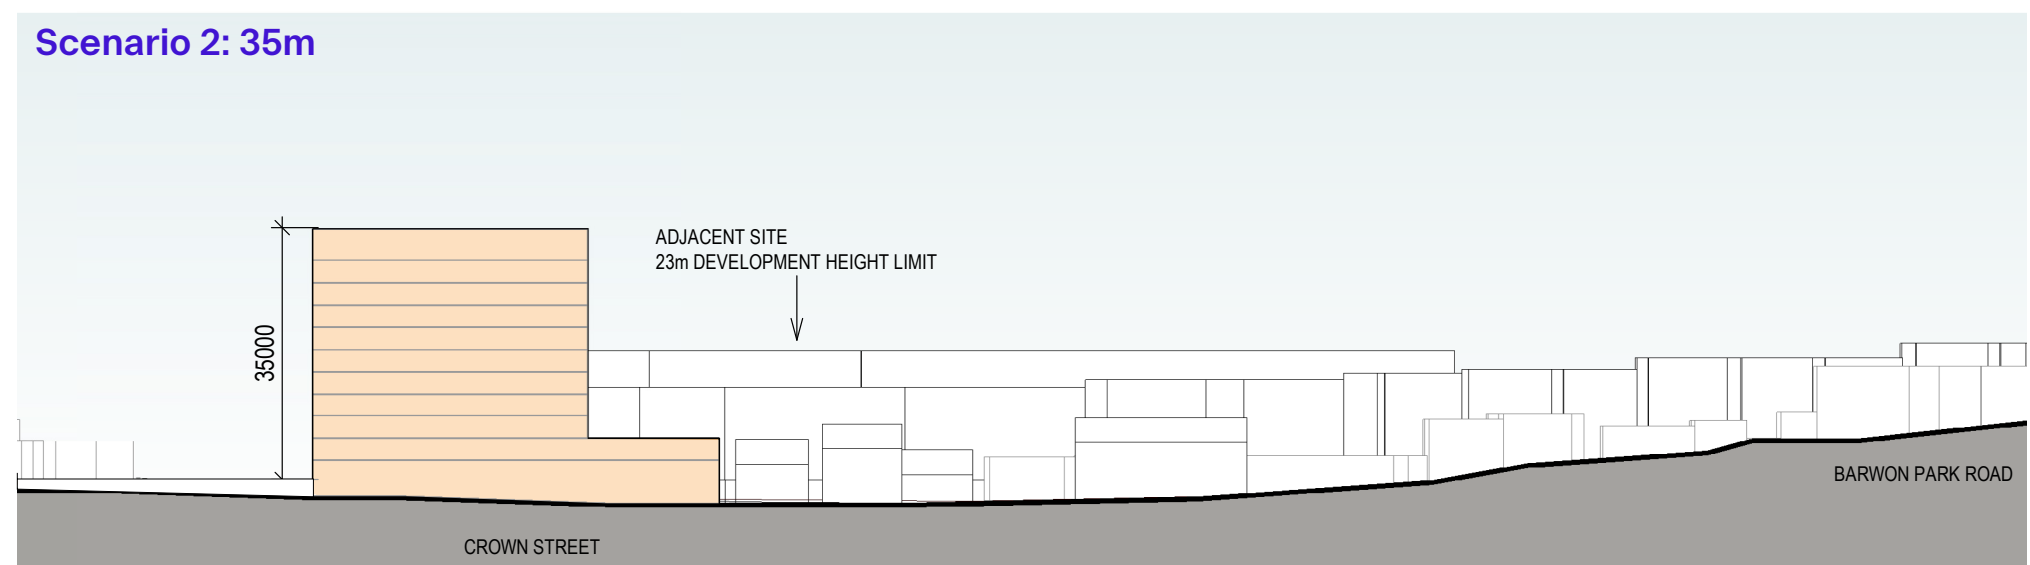 Scenario 2: 35m
ADJACENT SITE
23m DEVELOPMENT HEIGHT LIMIT
35000
BARWON PARK ROAD
CROWN STREET